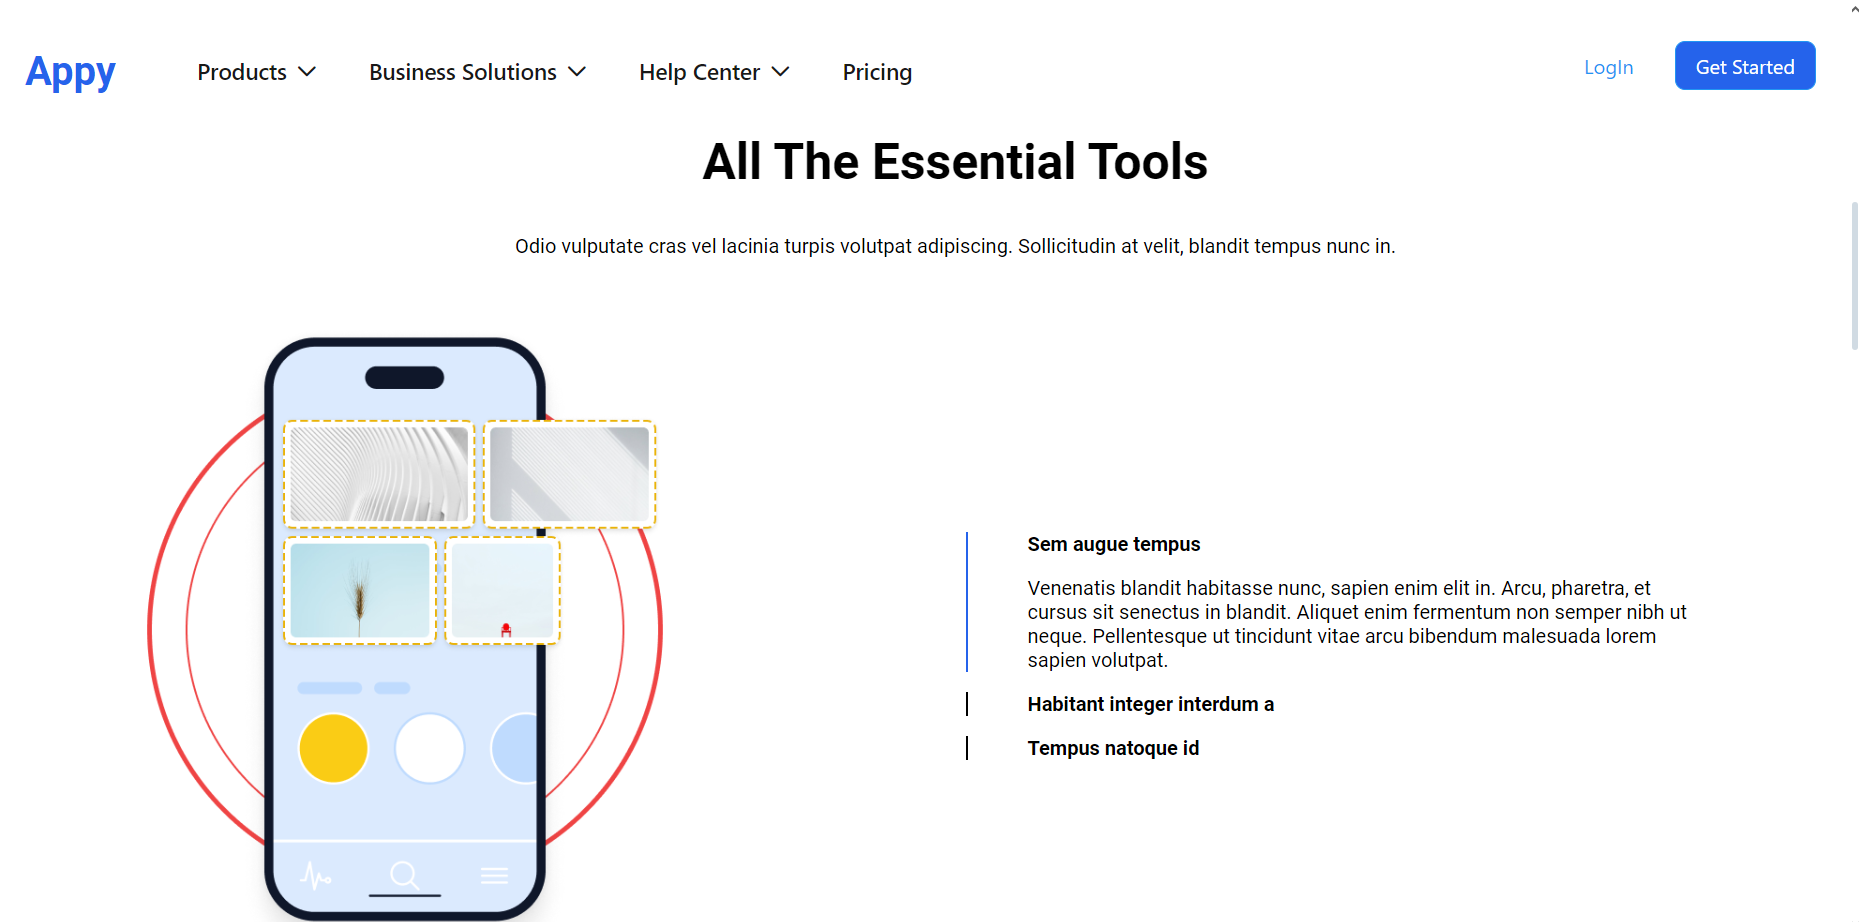 Appy
Products
Business Solutions
Help Center
Pricing
LogIn
Get Started
All The Essential Tools
Odio vulputate cras vel lacinia turpis volutpat adipiscing. Sollicitudin at velit, blandit tempus nunc in.
Sem augue tempus
Venenatis blandit habitasse nunc, sapien enim elit in. Arcu, pharetra, et
cursus sit senectus in blandit. Aliquet enim fermentum non semper nibh ut
neque. Pellentesque ut tincidunt vitae arcu bibendum malesuada lorem
sapien volutpat.
Habitant integer interdum a
Tempus natoque id